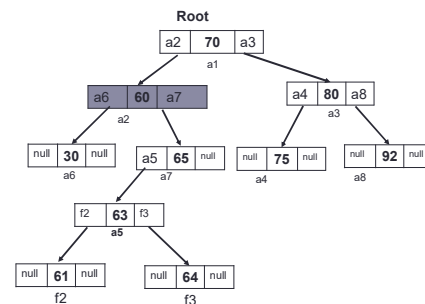 Root
a2 70 a3
a1
a6 60 a7
a2
a4 80 a8
a3
null 30 null
a6
a5 65 null
a7
null 75 null
a4
null 92 null
a8
f2 63 f3
a5
null 61 null
f2
null 64 null
f3